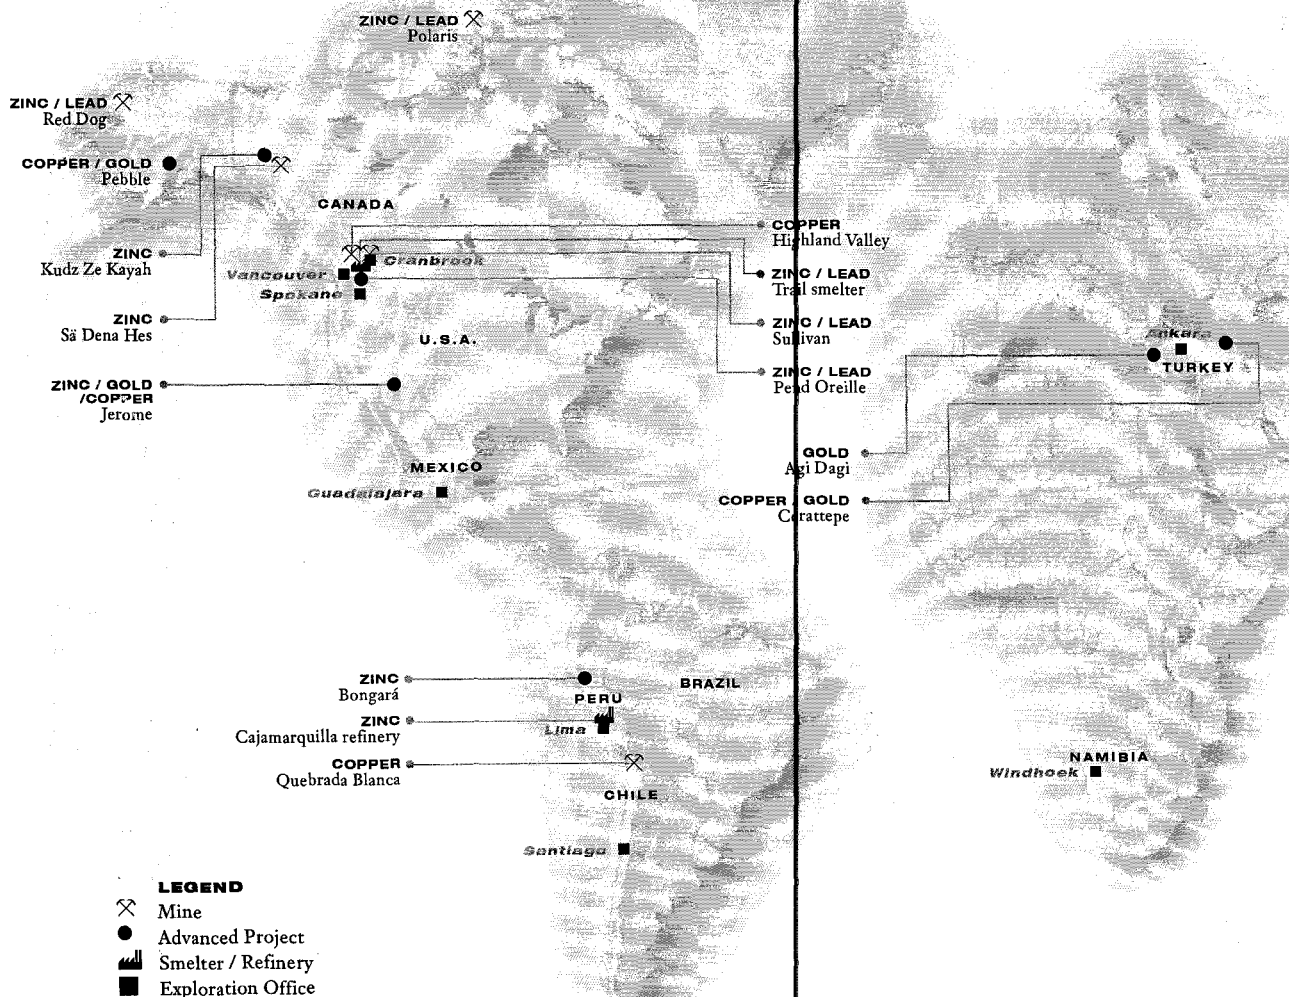 ZINC / LEAD
Polaris
ZINC / LEAD
Red Dog
COPPER / GOLD
Pebble
CANADA
COPPER
Highland Valley
ZINC
Kudz Ze Kayah
Vancouver
Cranbrook
Spokane
ZINC / LEAD
Trail smelter
ZINC
Sä Dena Hes
ZINC / LEAD
Sullivan
U.S.A.
Ankara
TURKEY
ZINC / LEAD
Pend Oreille
ZINC / GOLD
/COPPER
Jerome
MEXICO
Guadalajara
GOLD
Agi Dagi
COPPER / GOLD
Cerattepe
ZINC
Bongará
PERU
BRAZIL
ZINC
Cajamarquilla refinery
Lima
COPPER
Quebrada Blanca
CHILE
NAMIBIA
Windhoek
Santiago
LEGEND
Mine
Advanced Project
Smelter / Refinery
Exploration Office